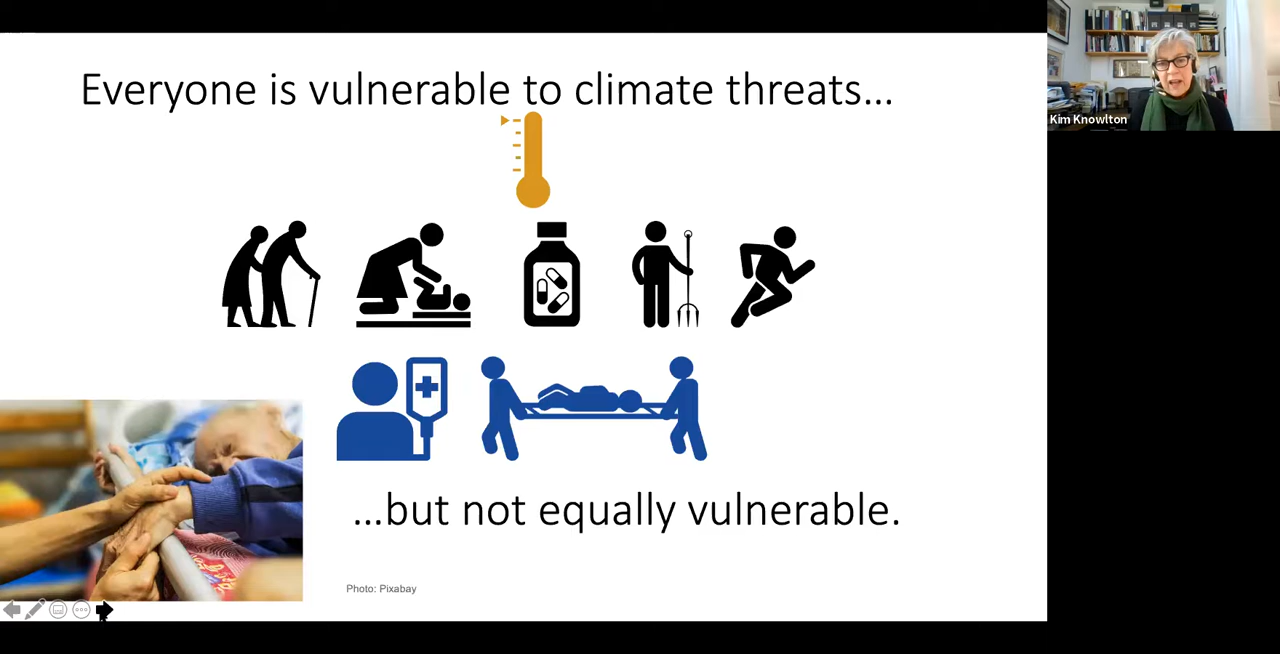 Everyone is vulnerable to climate threats...
Kim Knowlton
...but not equally vulnerable.
Photo: Pixabay